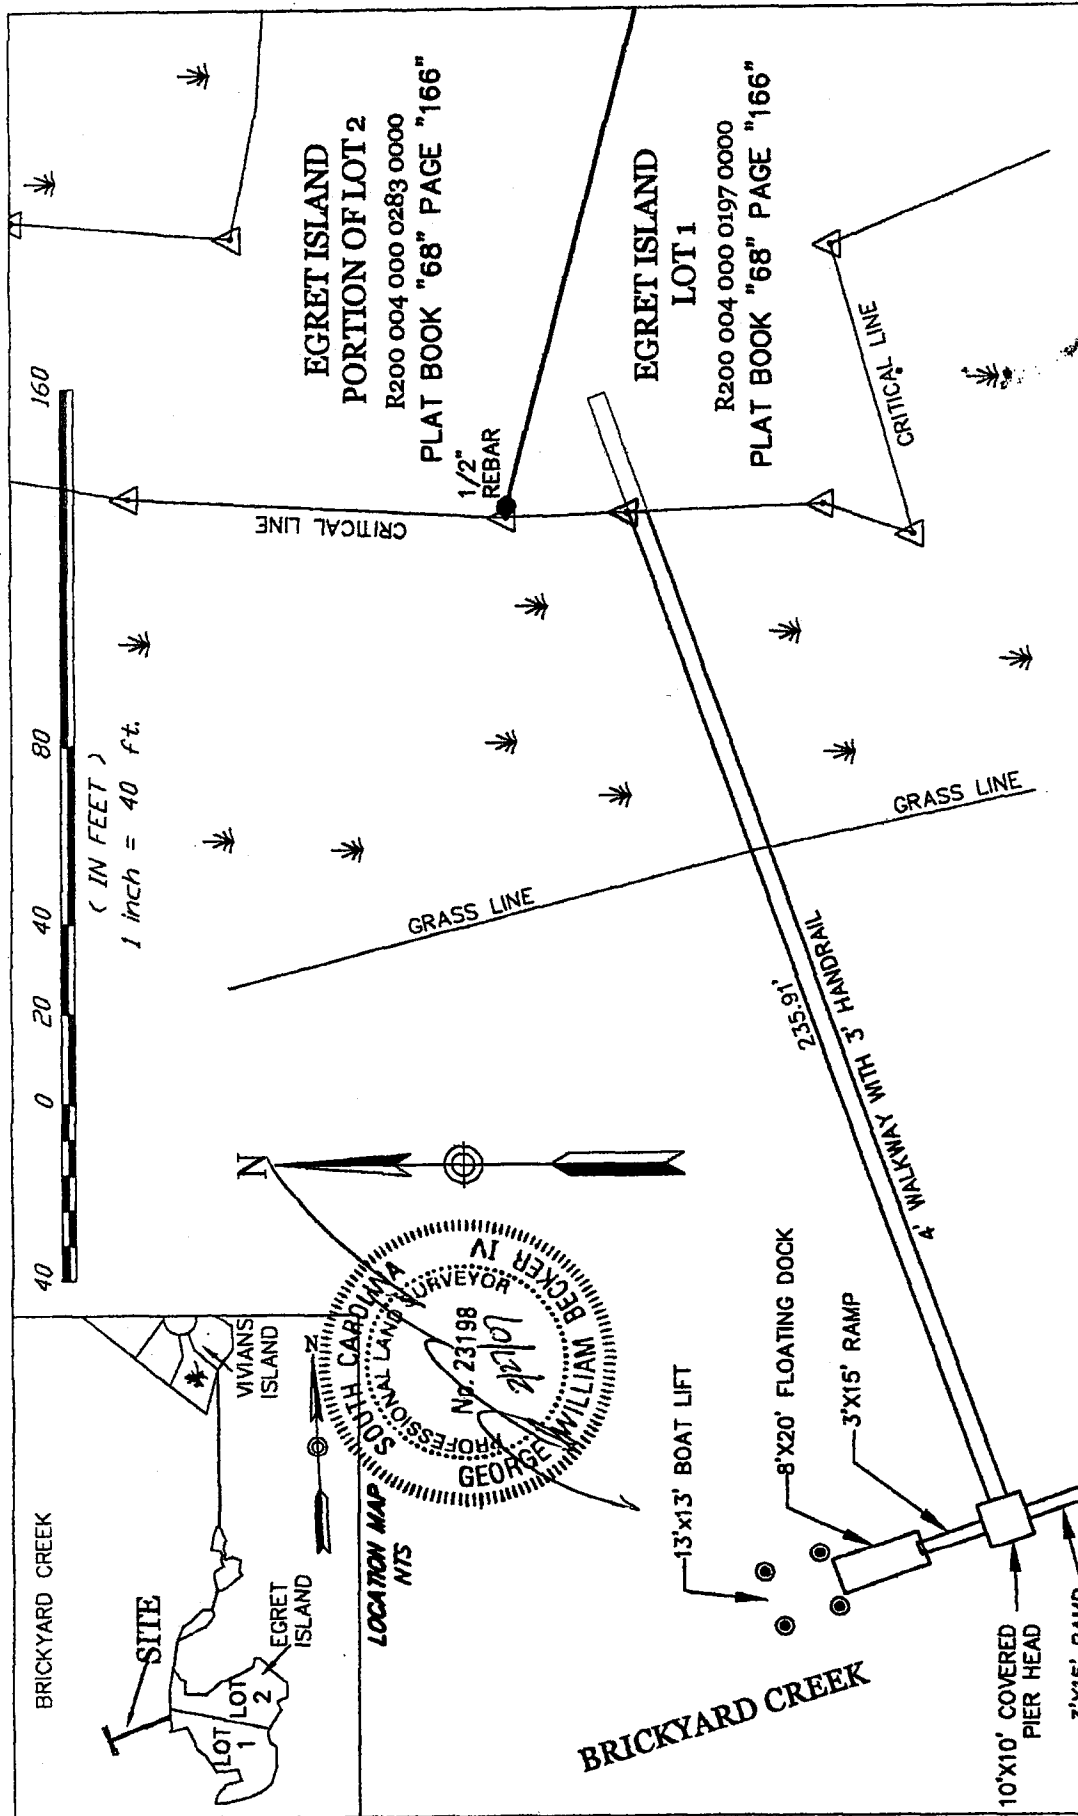 BRICKYARD CREEK
SITE
LOT
1
LOT
2
EGRET
ISLAND
VIVIANS
ISLAND
N
LOCATION MAP
NTS
40
0
20
40
80
160
( IN FEET )
1 inch = 40 ft.
N
SOUTH CAROLINA
PROFESSIONAL LAND SURVEYOR
No. 23198
GEORGE WILLIAM BECKER IV
EGRET ISLAND
PORTION OF LOT 2
R200 004 000 0283 0000
PLAT BOOK "68" PAGE "166"
1/2"
REBAR
CRITICAL LINE
EGRET ISLAND
LOT 1
R200 004 000 0197 0000
PLAT BOOK "68" PAGE "166"
CRITICAL LINE
GRASS LINE
GRASS LINE
235.91'
4' WALKWAY WITH 3' HANDRAIL
13'x13' BOAT LIFT
8'X20' FLOATING DOCK
3'X15' RAMP
BRICKYARD CREEK
10'X10' COVERED
PIER HEAD
3'X15' RAMP